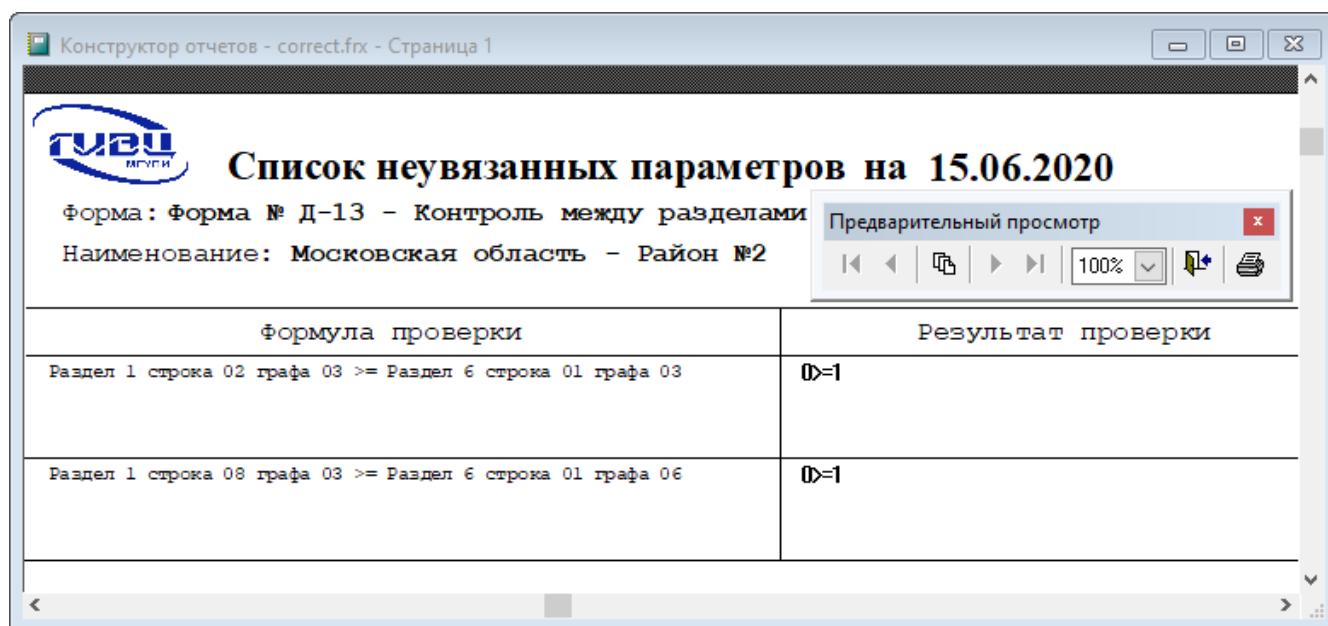 Конструктор отчетов - correct.frx - Страница 1
ГИВЦ
МГУПИ
Список неувязанных параметров на 15.06.2020
Форма: Форма № Д-13 - Контроль между разделами
Наименование: Московская область - Район №2
Предварительный просмотр
100%
Формула проверки Результат проверки
Раздел 1 строка 02 графа 03 >= Раздел 6 строка 01 графа 03 0>=1
Раздел 1 строка 08 графа 03 >= Раздел 6 строка 01 графа 06 0>=1